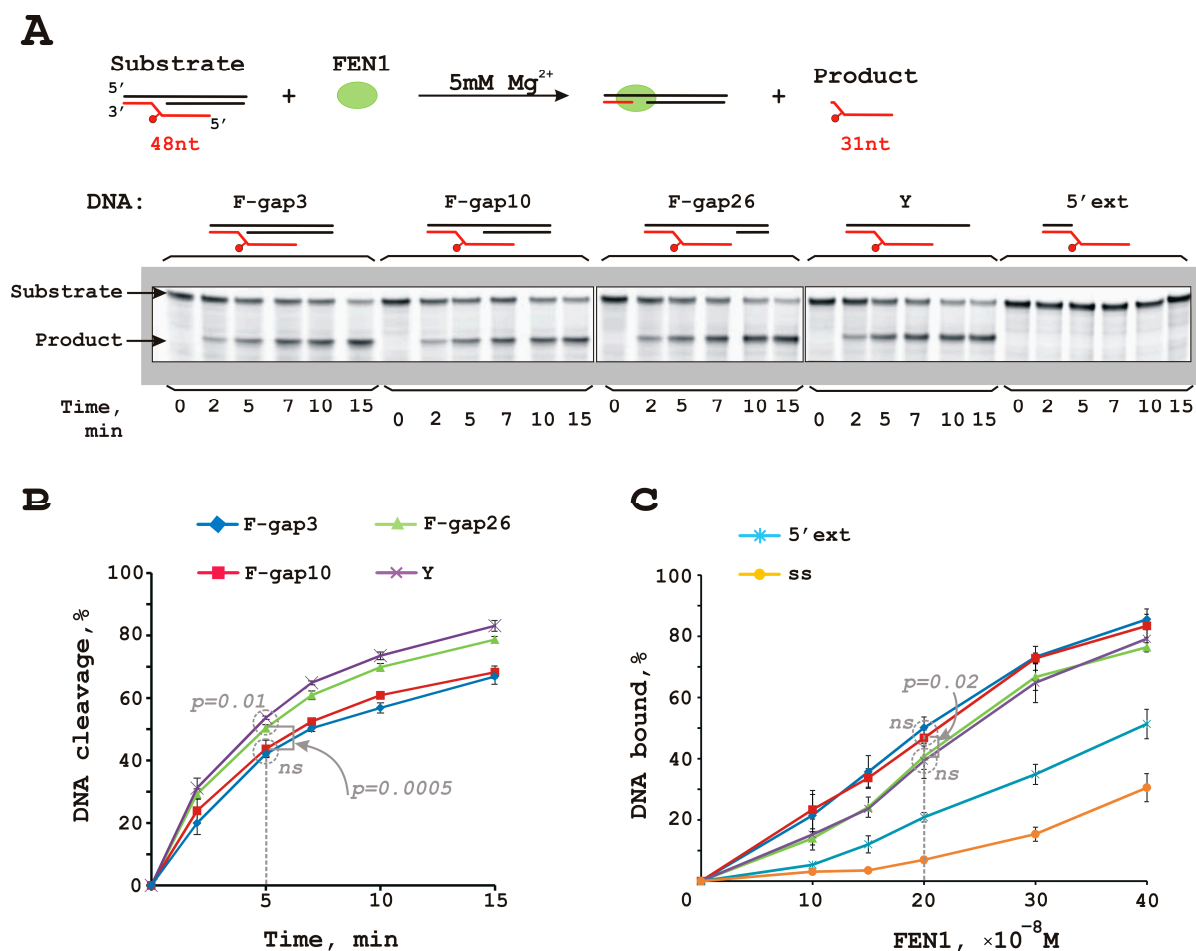 A
Substrate
FEN1
Product
5'
3'
5'
48nt
+
5mM Mg²⁺
+
31nt
DNA:
F-gap3
F-gap10
F-gap26
Y
5'ext
Substrate
Product
Time, min
0 2 5 7 10 15
0 2 5 7 10 15
0 2 5 7 10 15
0 2 5 7 10 15
0 2 5 7 10 15
B
F-gap3
F-gap26
F-gap10
Y
DNA cleavage,%
100
80
60
40
20
0
p=0.01
ns
p=0.0005
0 5 10 15
Time, min
C
5'ext
ss
DNA bound,%
100
80
60
40
20
p=0.02
ns
ns
0 10 20 30 40
FEN1, ×10⁻⁸M